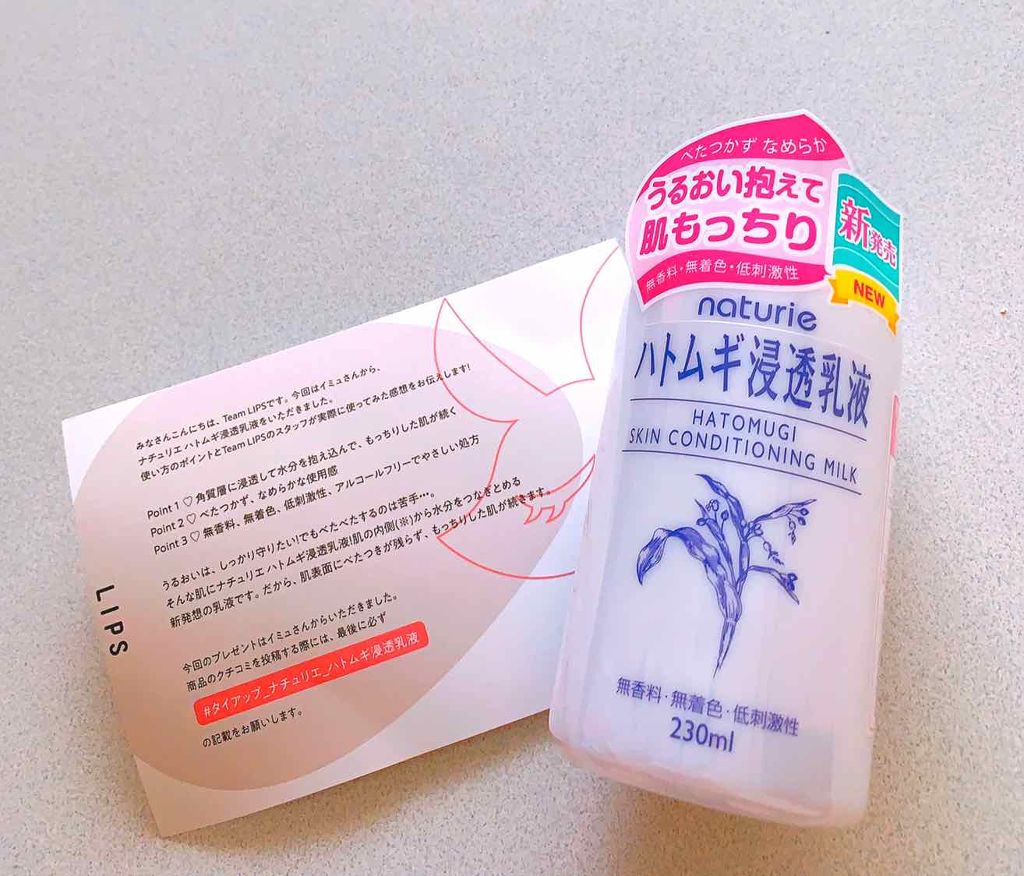 みなさんこんにちは、Team LIPSです。今回はイミュさんから、
ナチュリエ ハトムギ浸透乳液をいただきました。
使い方のポイントとTeam LIPSのスタッフが実際に使ってみた感想をお伝えします!
Point 1 ♡ 角質層に浸透して水分を抱え込んで、もっちりした肌が続く
Point 2 ♡ べたつかず、なめらかな使用感
Point 3 ♡ 無香料、無着色、低刺激性、アルコールフリーでやさしい処方
うるおいは、しっかり守りたい!でもべたべたするのは苦手…。
そんな肌にナチュリエ ハトムギ浸透乳液!肌の内側(※)から水分をつなぎとめる
新発想の乳液です。だから、肌表面にべたつきが残らず、もっちりした肌が続きます。
今回のプレゼントはイミュさんからいただきました。
商品のクチコミを投稿する際には、最後に必ず
#タイアップ_ナチュリエ_ハトムギ浸透乳液
の記載をお願いします。
LIPS
べたつかず なめらか
うるおい抱えて
肌もっちり
無香料・無着色・低刺激性
新発売
NEW
naturie
ハトムギ浸透乳液
HATOMUGI
SKIN CONDITIONING MILK
無香料・無着色・低刺激性
230ml